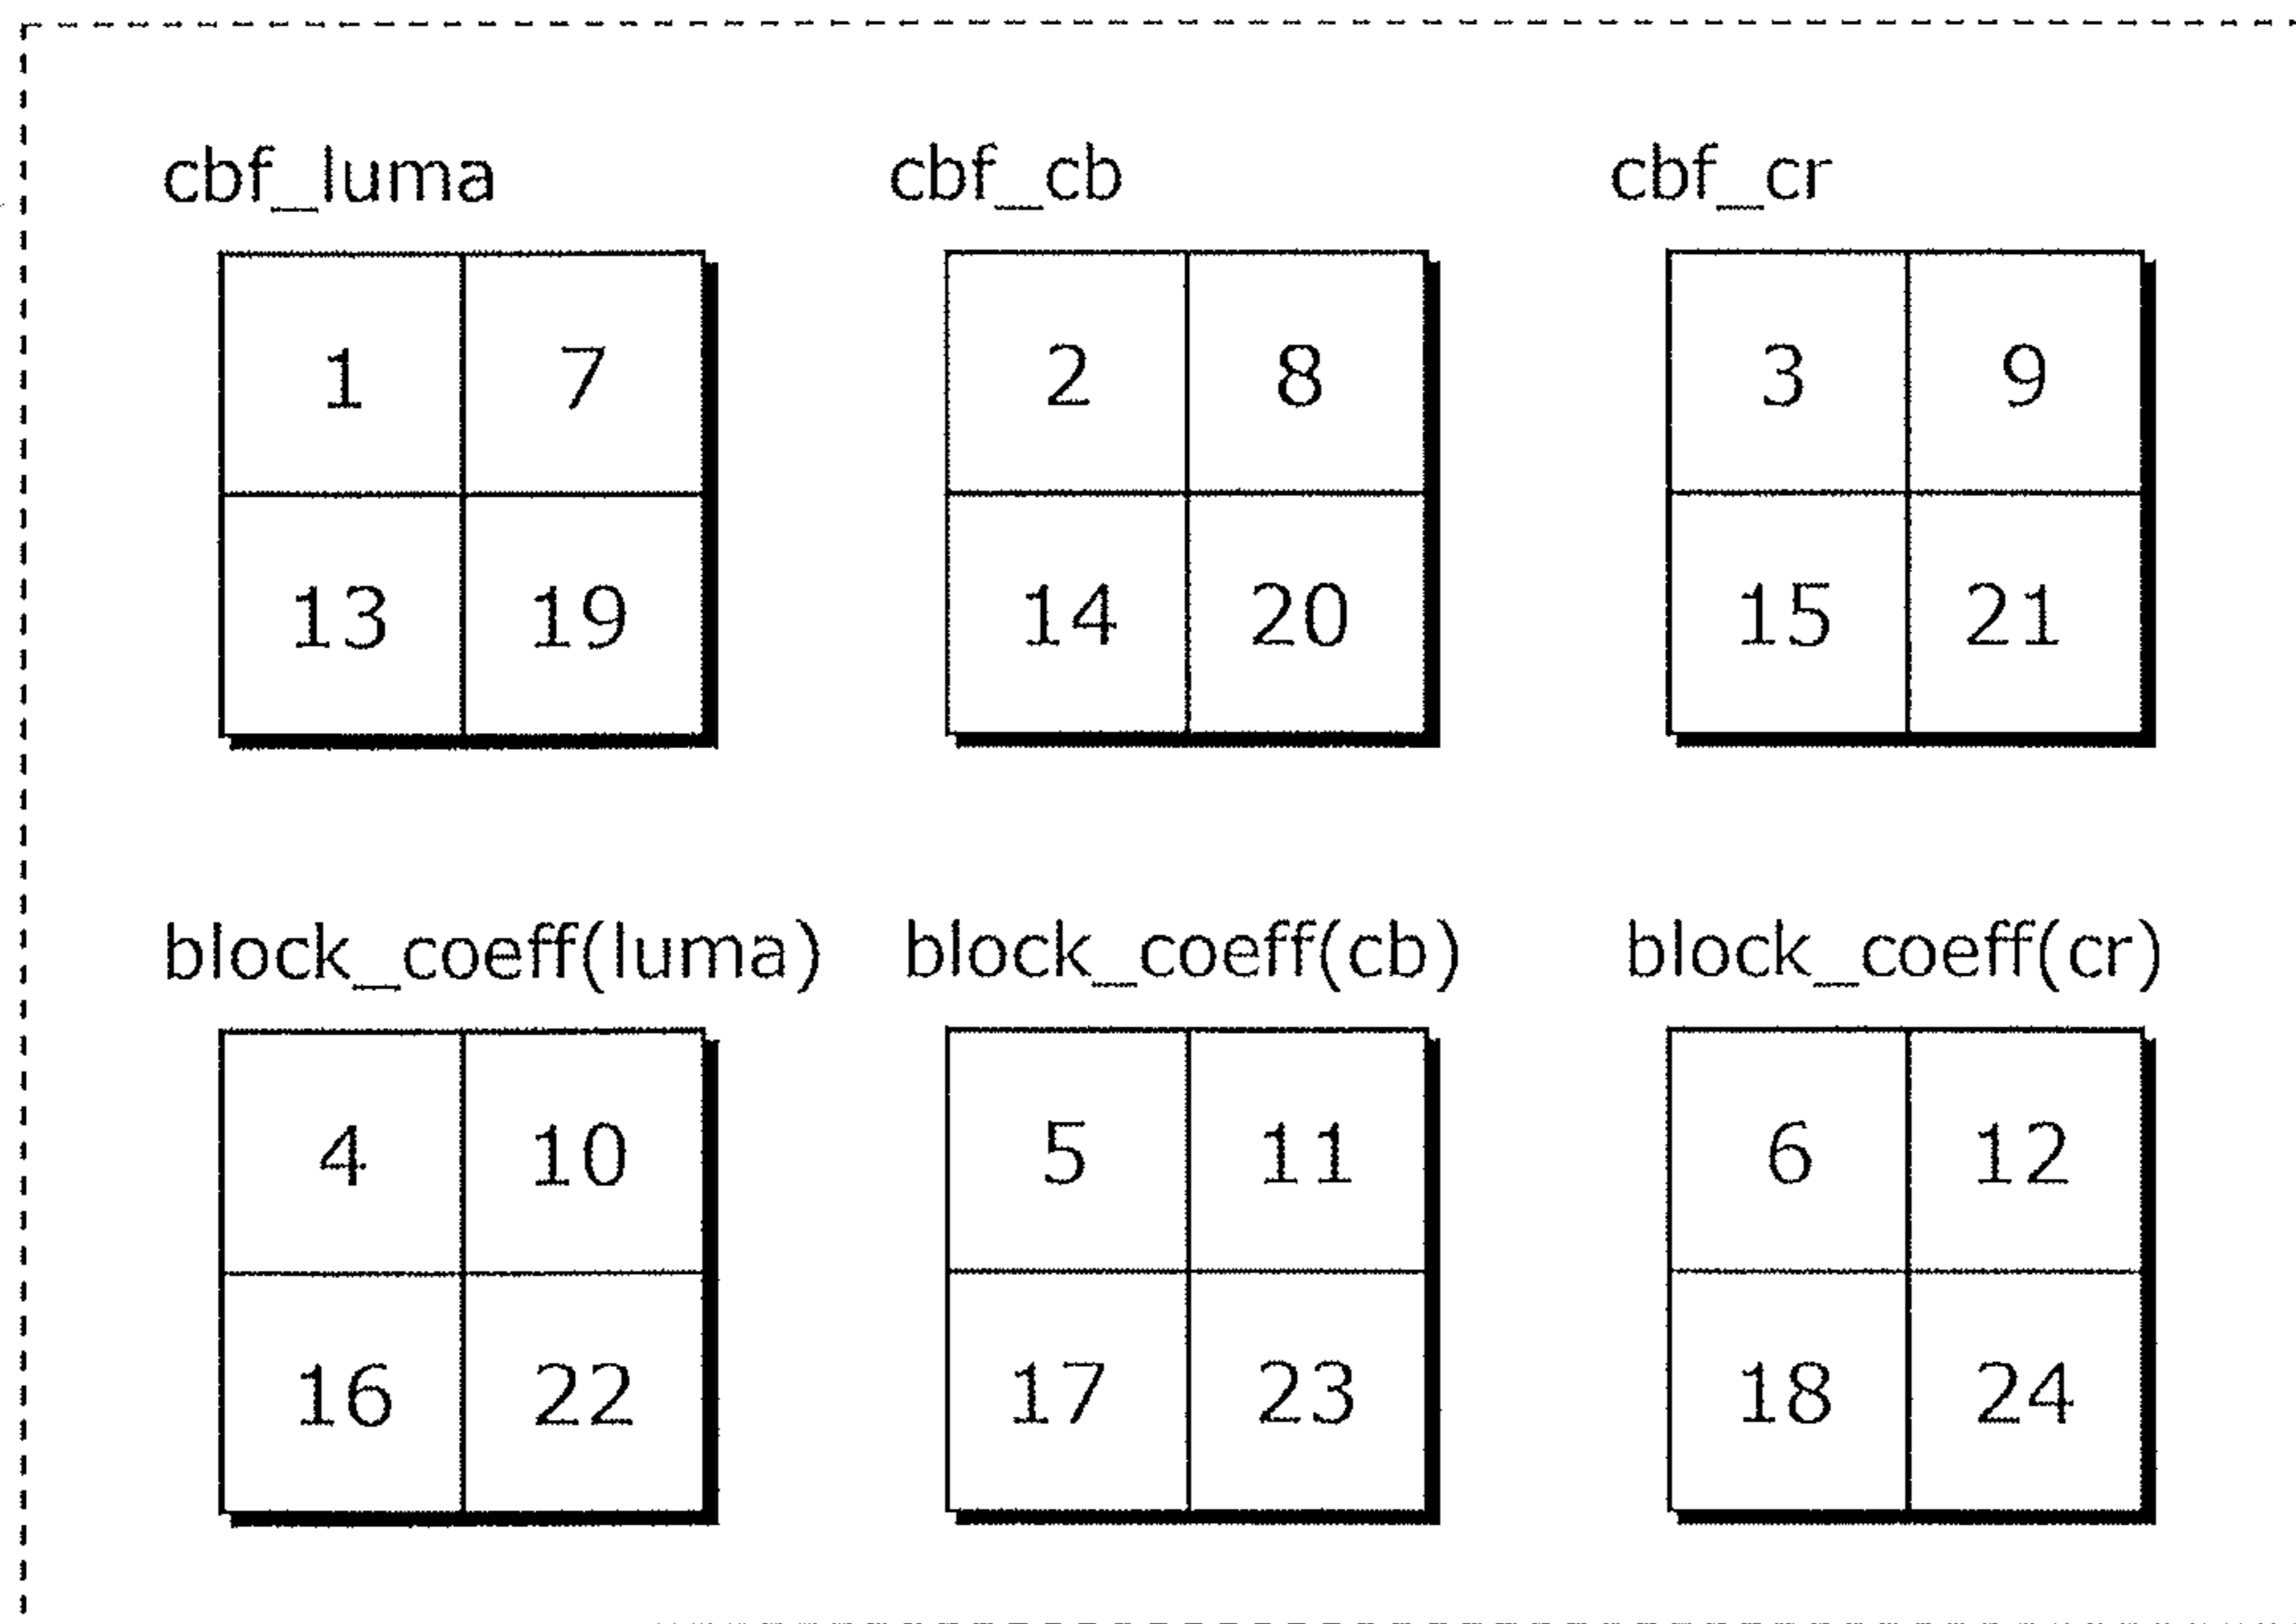 cbf_luma cbf_cb cbf_cr
1 7 2 8 3 9
13 19 14 20 15 21
block_coeff(luma) block_coeff(cb) block_coeff(cr)
4 10 5 11 6 12
16 22 17 23 18 24